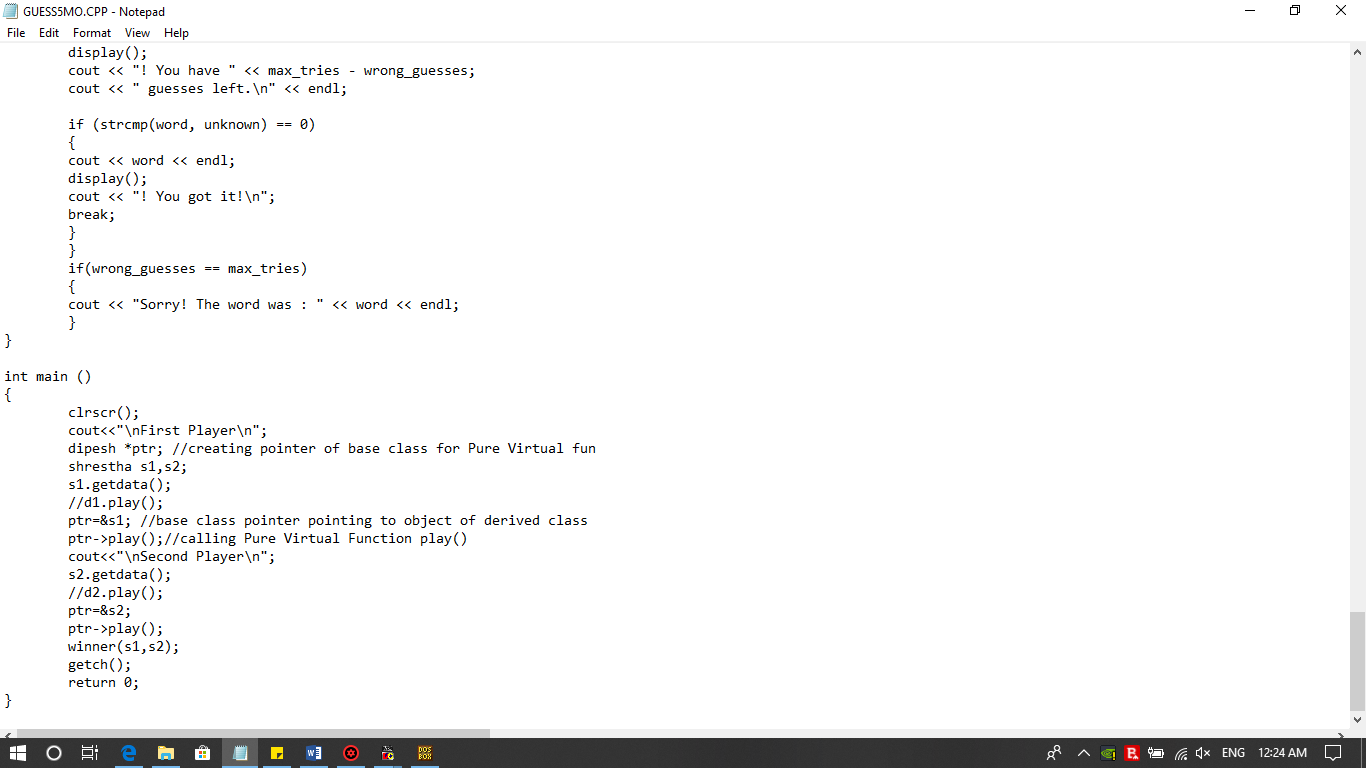 GUESS5MO.CPP - Notepad
File Edit Format View Help
display();
cout << "! You have " << max_tries - wrong_guesses;
cout << " guesses left.\n" << endl;
if (strcmp(word, unknown) == 0)
{
cout << word << endl;
display();
cout << "! You got it!\n";
break;
}
}
if(wrong_guesses == max_tries)
{
cout << "Sorry! The word was : " << word << endl;
}
}
int main ()
{
clrscr();
cout<<"\nFirst Player\n";
dipesh *ptr; //creating pointer of base class for Pure Virtual fun
shrestha s1,s2;
s1.getdata();
//d1.play();
ptr=&s1; //base class pointer pointing to object of derived class
ptr->play();//calling Pure Virtual Function play()
cout<<"\nSecond Player\n";
s2.getdata();
//d2.play();
ptr=&s2;
ptr->play();
winner(s1,s2);
getch();
return 0;
}
DOS
BOX
ENG 12:24 AM